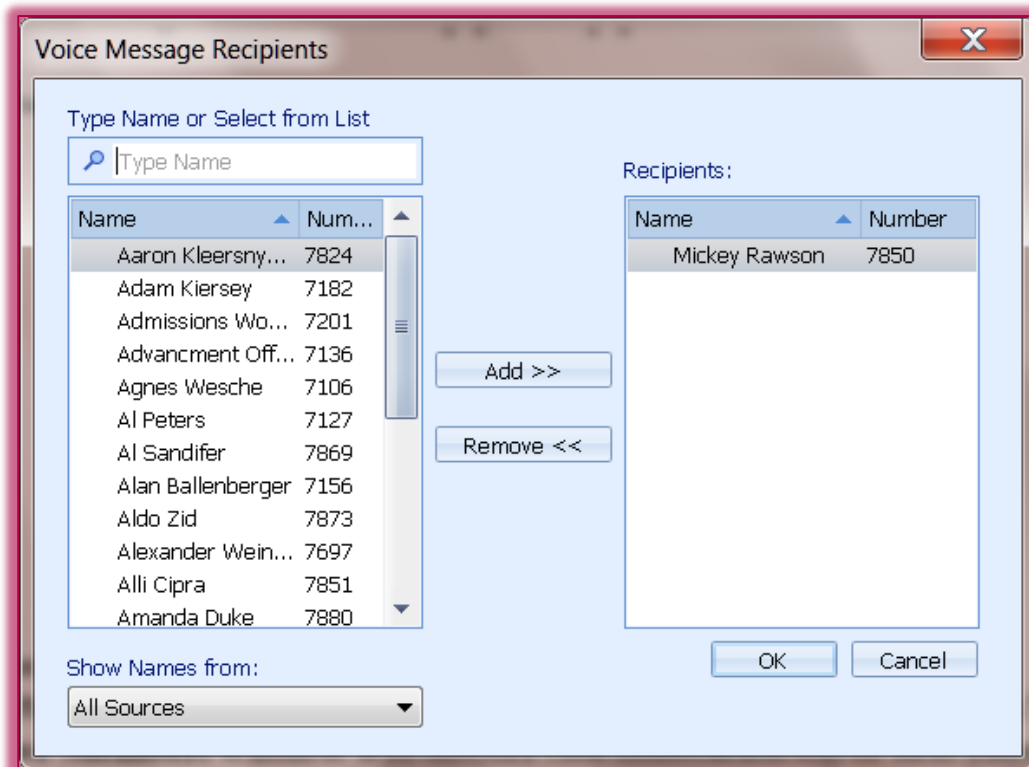 Voice Message Recipients
X
Type Name or Select from List
Type Name
Name Num...
Aaron Kleersny... 7824
Adam Kiersey 7182
Admissions Wo... 7201
Advancment Off... 7136
Agnes Wesche 7106
Al Peters 7127
Al Sandifer 7869
Alan Ballenberger 7156
Aldo Zid 7873
Alexander Wein... 7697
Alli Cipra 7851
Amanda Duke 7880
Show Names from:
All Sources
Add >>
Remove <<
Recipients:
Name Number
Mickey Rawson 7850
OK Cancel